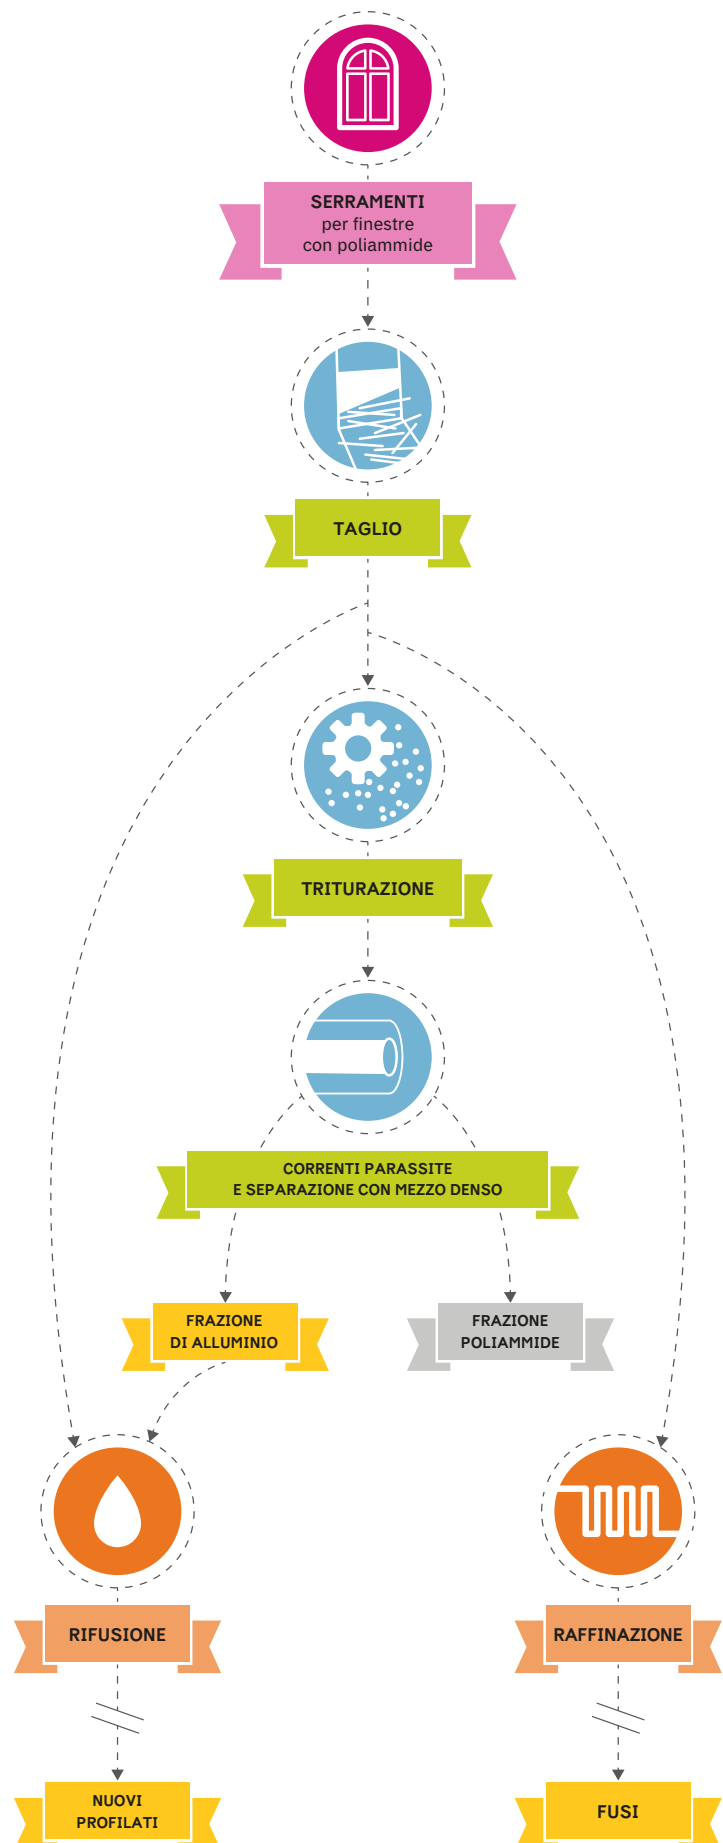 SERRAMENTI
per finestre
con poliammide
TAGLIO
TRITURAZIONE
CORRENTI PARASSITE
E SEPARAZIONE CON MEZZO DENSO
FRAZIONE
DI ALLUMINIO
FRAZIONE
POLIAMMIDE
RIFUSIONE
RAFFINAZIONE
NUOVI
PROFILATI
FUSI